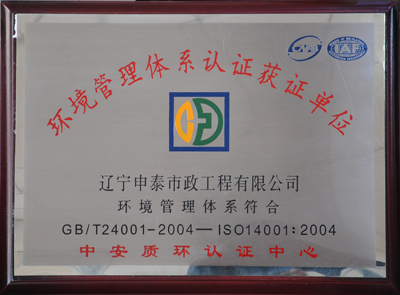 CNAB
IAF
环境管理体系认证获证单位
辽宁申泰市政工程有限公司
环境管理体系符合
GB/T24001-2004—ISO14001:2004
中安质环认证中心